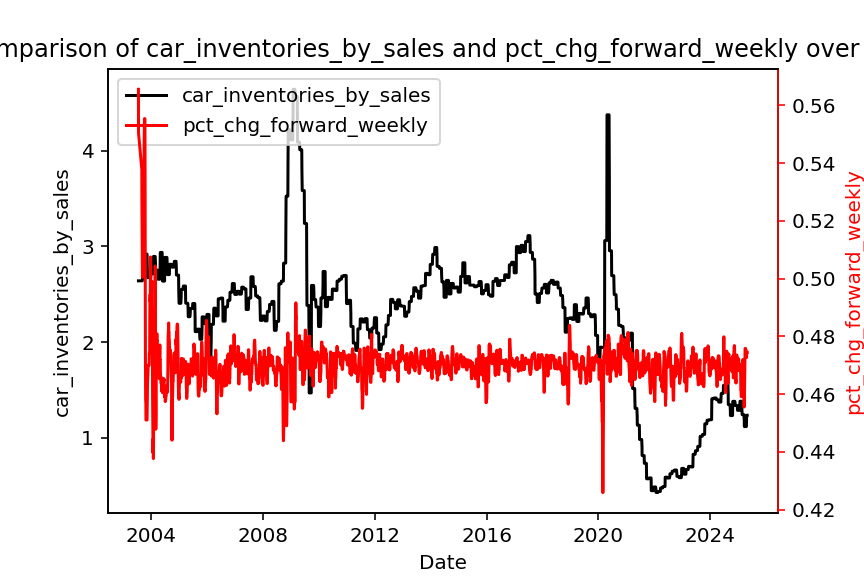 mparison of car_inventories_by_sales and pct_chg_forward_weekly over
car_inventories_by_sales
pct_chg_forward_weekly
car_inventories_by_sales
4
3
2
1
0.56
0.54
0.52
0.50
0.48
0.46
0.44
0.42
pct_chg_forward_weekly
2004 2008 2012 2016 2020 2024
Date